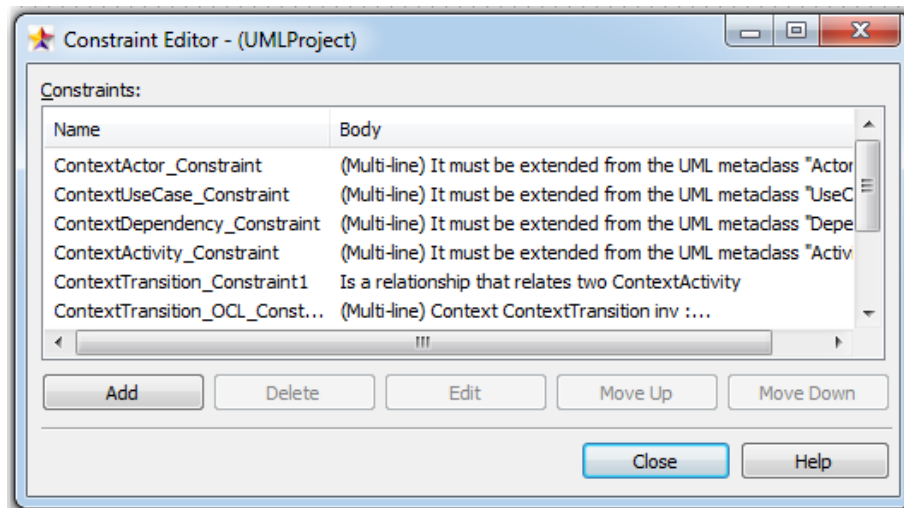 Constraint Editor - (UMLProject)
Constraints:
Name Body
ContextActor_Constraint (Multi-line) It must be extended from the UML metaclass "Actor
ContextUseCase_Constraint (Multi-line) It must be extended from the UML metaclass "UseC
ContextDependency_Constraint (Multi-line) It must be extended from the UML metaclass "Depe
ContextActivity_Constraint (Multi-line) It must be extended from the UML metaclass "Activ
ContextTransition_Constraint1 Is a relationship that relates two ContextActivity
ContextTransition_OCL_Const... (Multi-line) Context ContextTransition inv :...
Add Delete Edit Move Up Move Down
Close Help